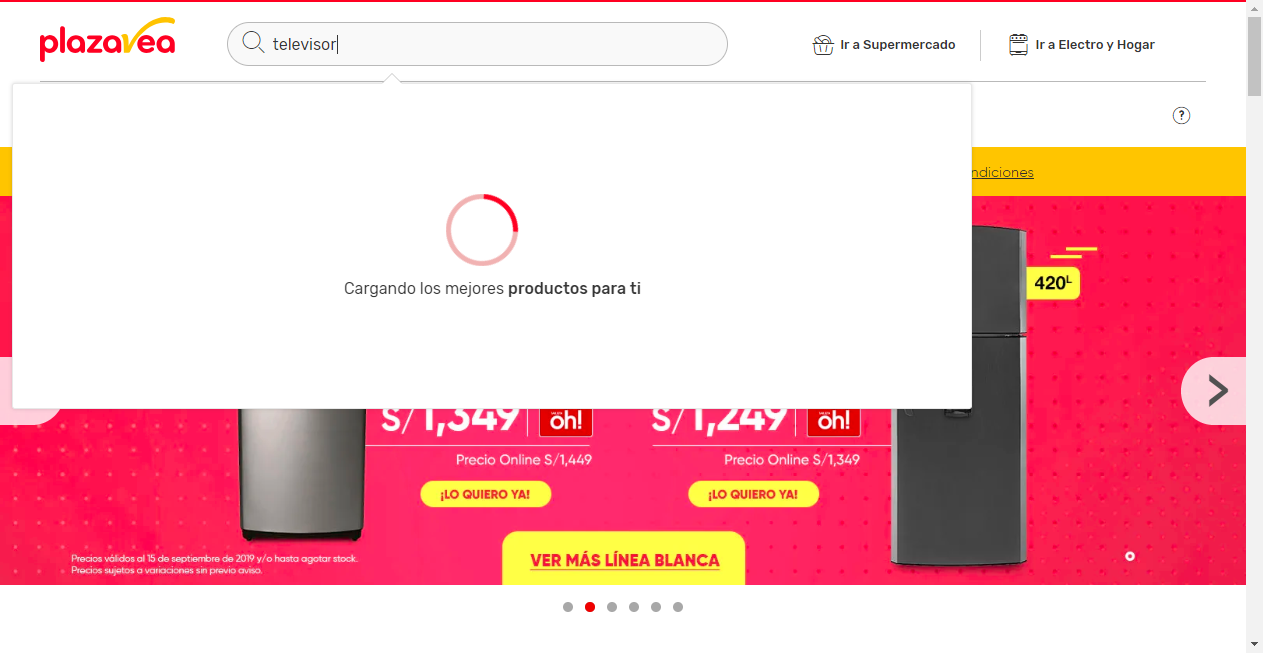 plazavea
televisor
Ir a Supermercado
Ir a Electro y Hogar
?
ndiciones
Cargando los mejores productos para ti
420L
S/1,349 oh!
S/1,249 oh!
Precio Online S/1,449
Precio Online S/1,349
¡LO QUIERO YA!
¡LO QUIERO YA!
VER MÁS LÍNEA BLANCA
Precios válidos al 15 de septiembre de 2019 y/o hasta agotar stock.
Precios sujetos a variaciones sin previo aviso.